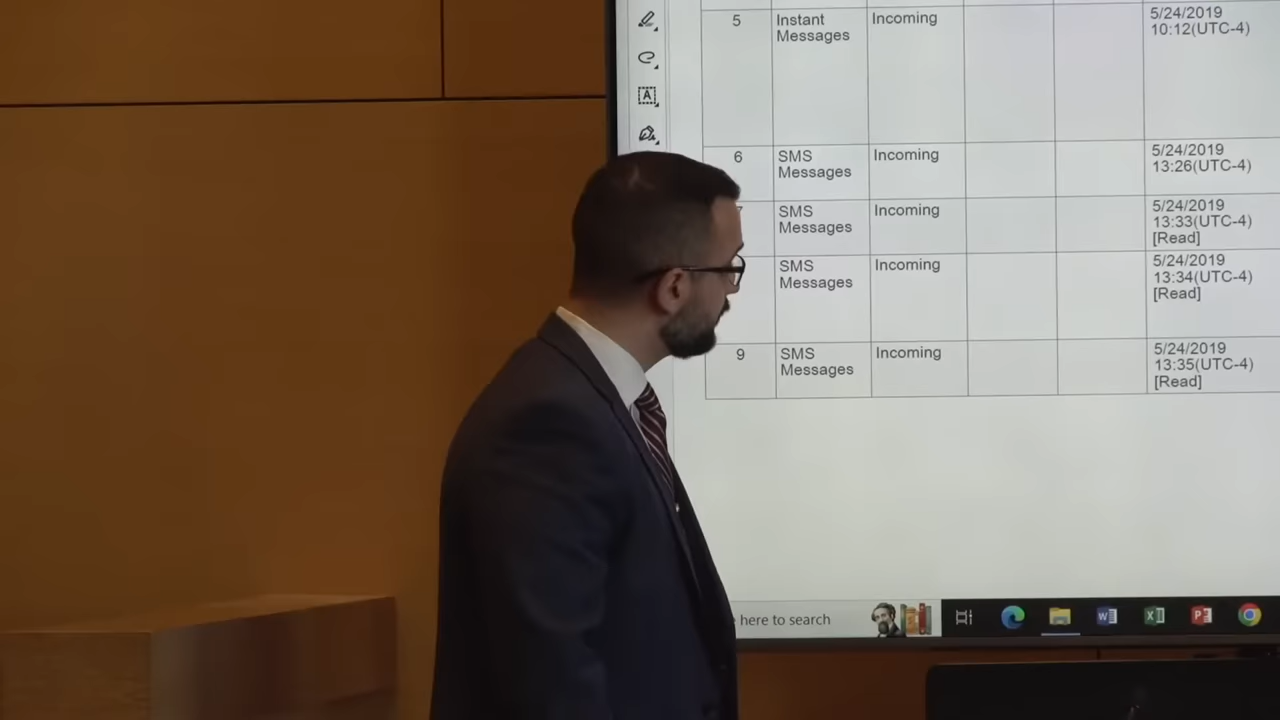 5 Instant Incoming 5/24/2019
Messages 10:12(UTC-4)
A
6 SMS Incoming 5/24/2019
Messages 13:26(UTC-4)
SMS Incoming 5/24/2019
Messages 13:33(UTC-4)
[Read]
SMS Incoming 5/24/2019
Messages 13:34(UTC-4)
[Read]
9 SMS Incoming 5/24/2019
Messages 13:35(UTC-4)
[Read]
here to search